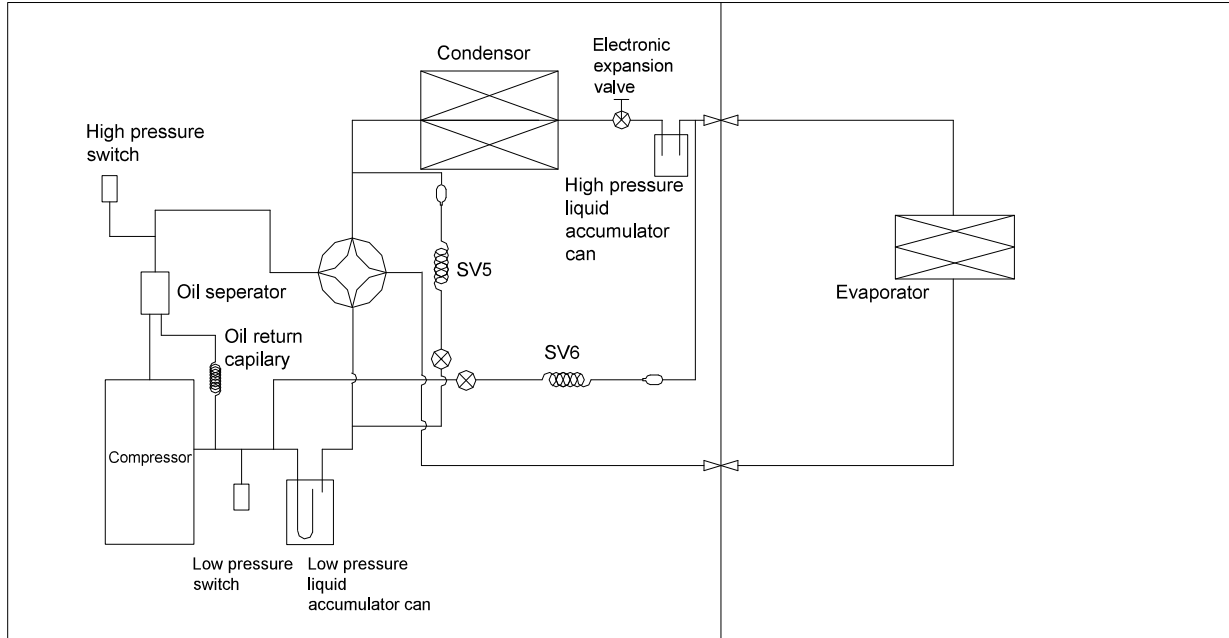 Condensor
Electronic
expansion
valve
High pressure
switch
High pressure
liquid
accumulator
can
SV5
Oil seperator
Evaporator
Oil return
capilary
SV6
Compressor
Low pressure
switch
Low pressure
liquid
accumulator can